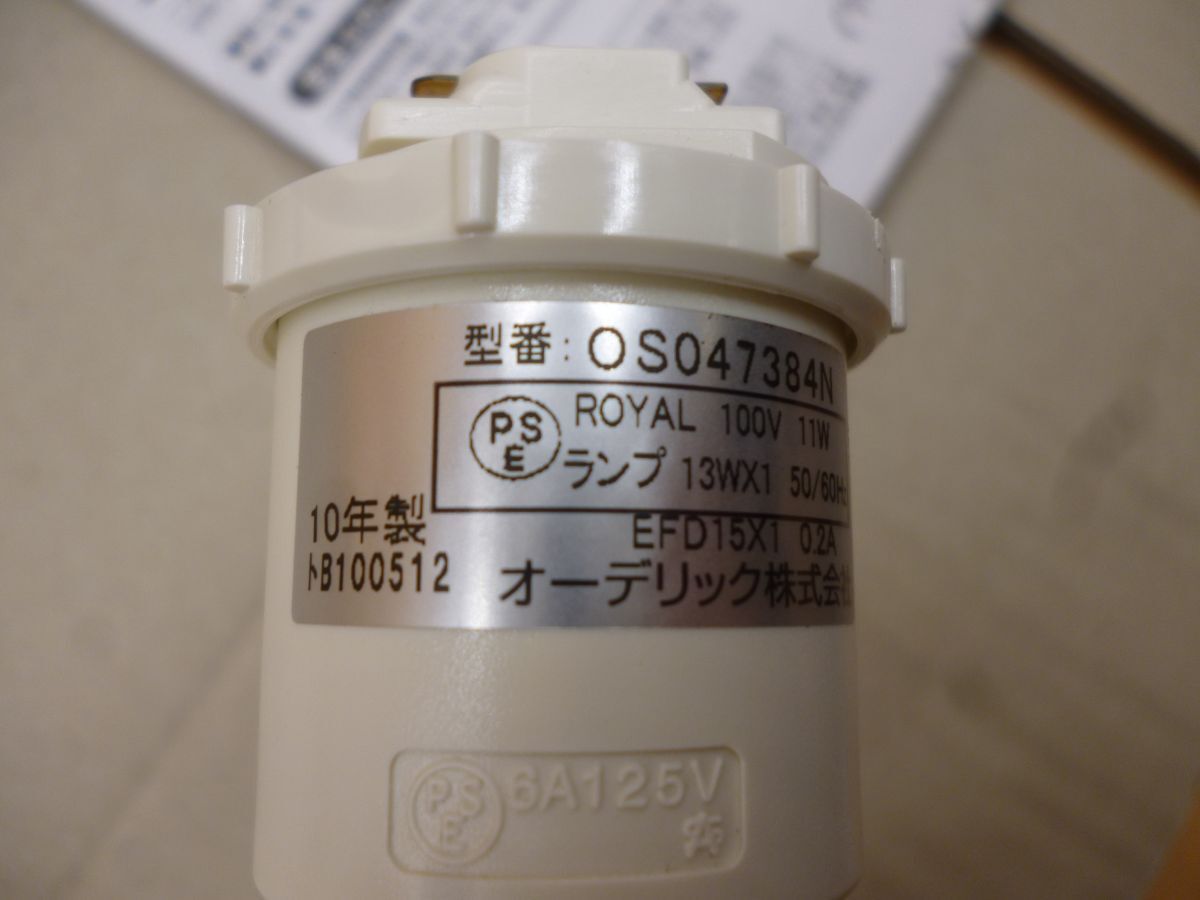 型番: OS047384N
PSE ROYAL 100V 11W
ランプ 13WX1 50/60Hz
10年製 EFD15X1 0.2A
トB100512 オーデリック株式会社
PSE 6A125V